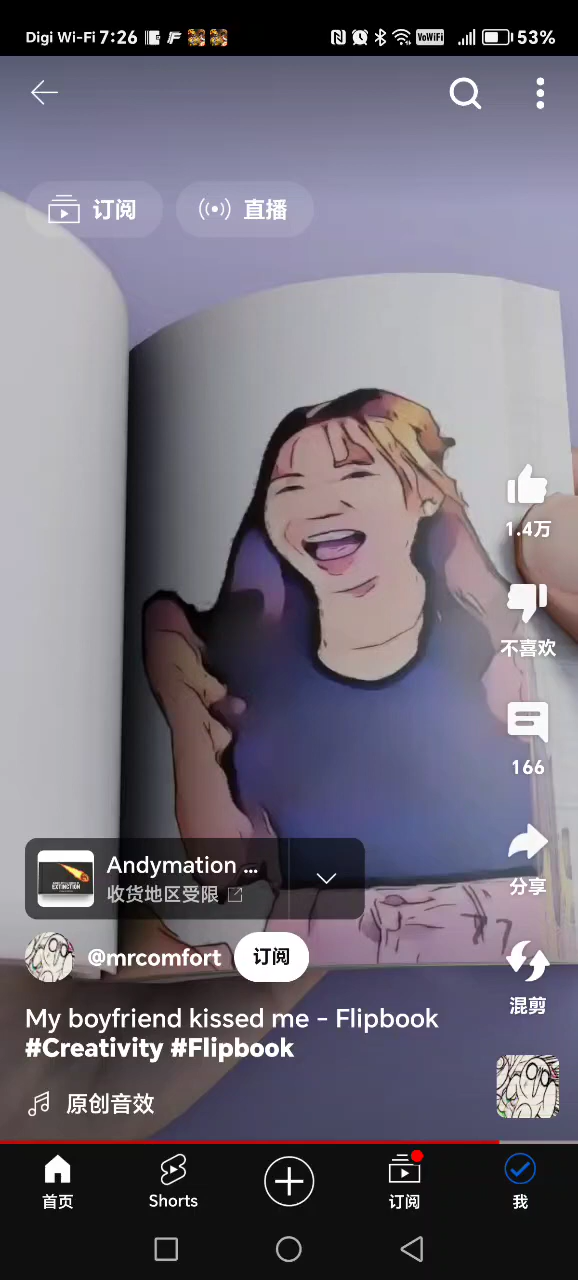 Digi Wi-Fi 7:26
VoWiFi 53%
订阅
直播
1.4万
不喜欢
166
Andymation ...
收货地区受限
分享
@mrcomfort
订阅
混剪
My boyfriend kissed me - Flipbook
#Creativity #Flipbook
原创音效
首页
Shorts
订阅
我